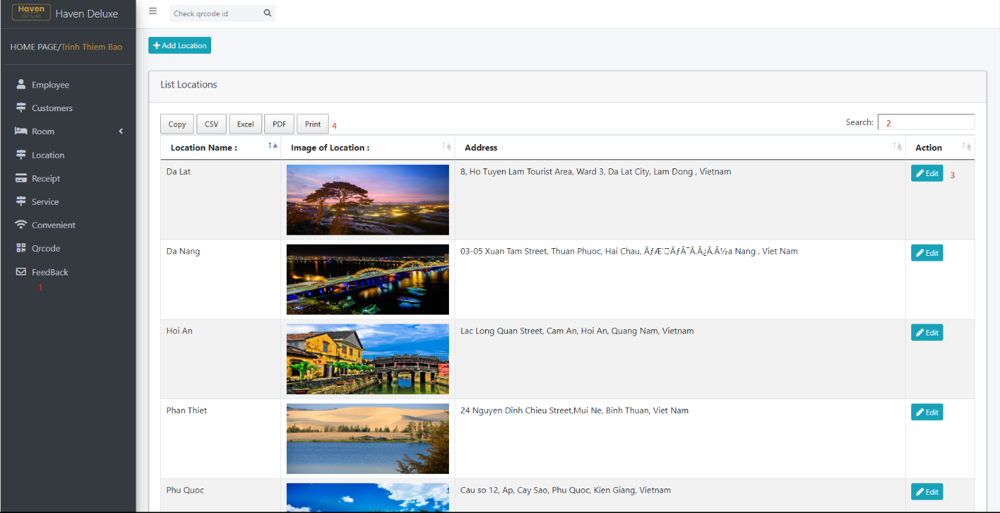 Haven
de luxe
Haven Deluxe
Check qrcode id
HOME PAGE/Trinh Thiem Bao
Add Location
Employee
Customers
Room
Location
Receipt
Service
Convenient
Qrcode
FeedBack
1
List Locations
Copy CSV Excel PDF Print 4
Search: 2
Location Name : Image of Location : Address Action
Da Lat 8, Ho Tuyen Lam Tourist Area, Ward 3, Da Lat City, Lam Dong , Vietnam Edit 3
Da Nang 03-05 Xuan Tam Street, Thuan Phuoc, Hai Chau, Nang , Viet Nam Edit
Hoi An Lac Long Quan Street, Cam An, Hoi An, Quang Nam, Vietnam Edit
Phan Thiet 24 Nguyen Dinh Chieu Street,Mui Ne, Binh Thuan, Viet Nam Edit
Phu Quoc Cau so 12, Ap, Cay Sao, Phu Quoc, Kien Giang, Vietnam Edit